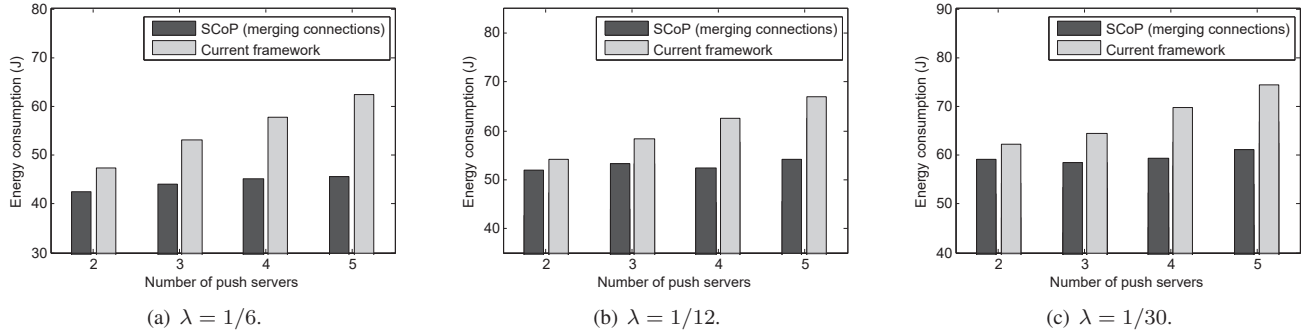 80
70
60
50
40
30
Energy consumption (J)
SCoP (merging connections)
Current framework
2 3 4 5
Number of push servers
(a) λ = 1/6.
80
70
60
50
40
Energy consumption (J)
SCoP (merging connections)
Current framework
2 3 4 5
Number of push servers
(b) λ = 1/12.
90
80
70
60
50
40
Energy consumption (J)
SCoP (merging connections)
Current framework
2 3 4 5
Number of push servers
(c) λ = 1/30.